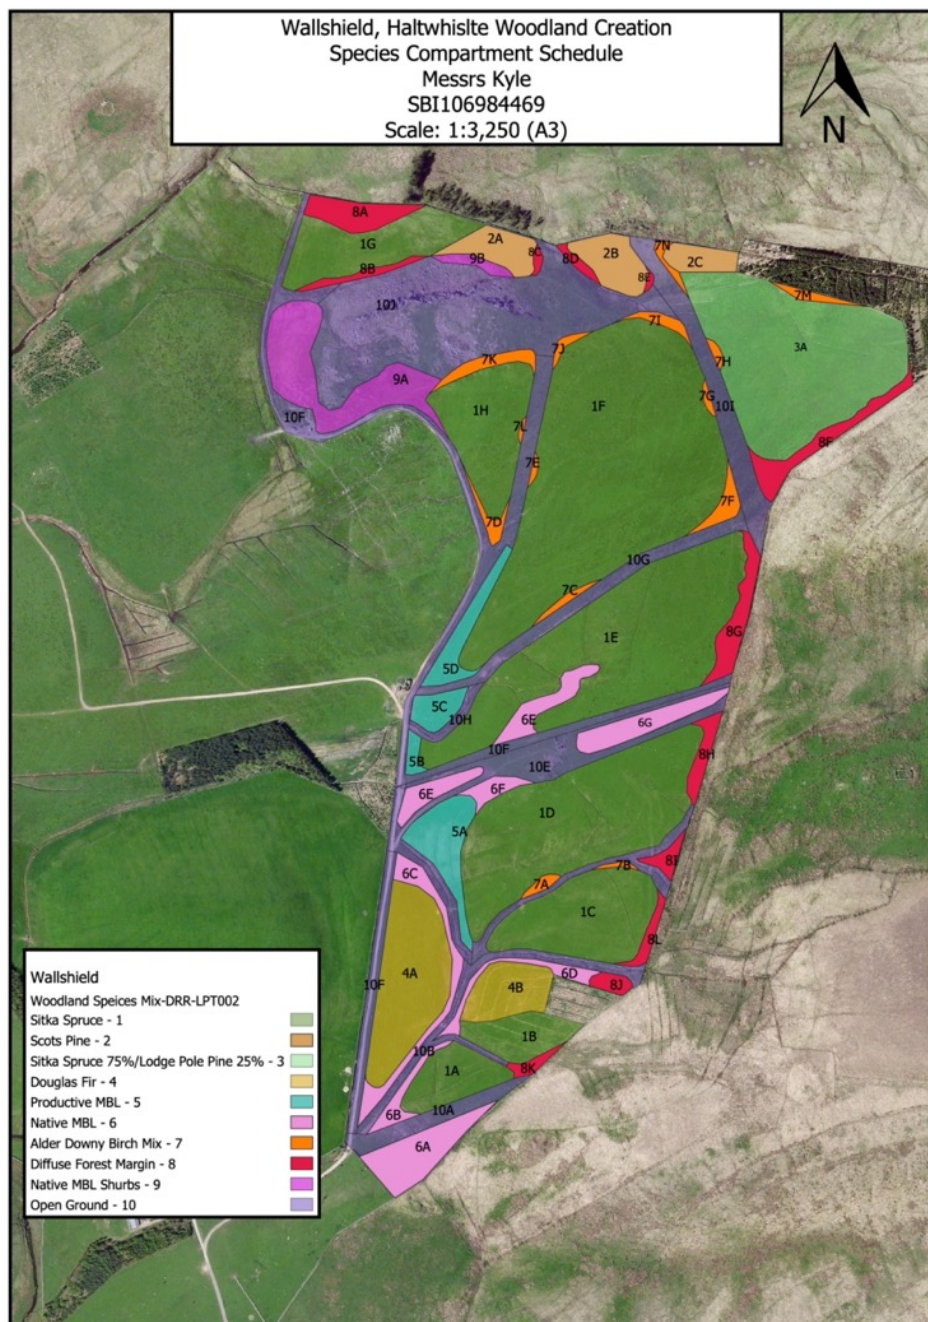 Wallshield, Haltwhislte Woodland Creation
Species Compartment Schedule
Messrs Kyle
SBI106984469
Scale: 1:3,250 (A3)
N
8A
1G
2A
8C
8D
2B
7N
2C
8B
9B
8E
7M
10J
7I
3A
7K
7J
7H
9A
1H
1F
7G
10I
10F
7L
8F
7E
7F
7D
10G
7C
1E
8G
5D
5C
10H
6E
6G
10F
5B
10E
8H
6E
6F
1D
5A
6C
7A
7B
8I
1C
8L
4A
6D
10F
4B
8J
1B
10B
1A
8K
6B
10A
6A
Wallshield
Woodland Speices Mix-DRR-LPT002
Sitka Spruce - 1
Scots Pine - 2
Sitka Spruce 75%/Lodge Pole Pine 25% - 3
Douglas Fir - 4
Productive MBL - 5
Native MBL - 6
Alder Downy Birch Mix - 7
Diffuse Forest Margin - 8
Native MBL Shurbs - 9
Open Ground - 10